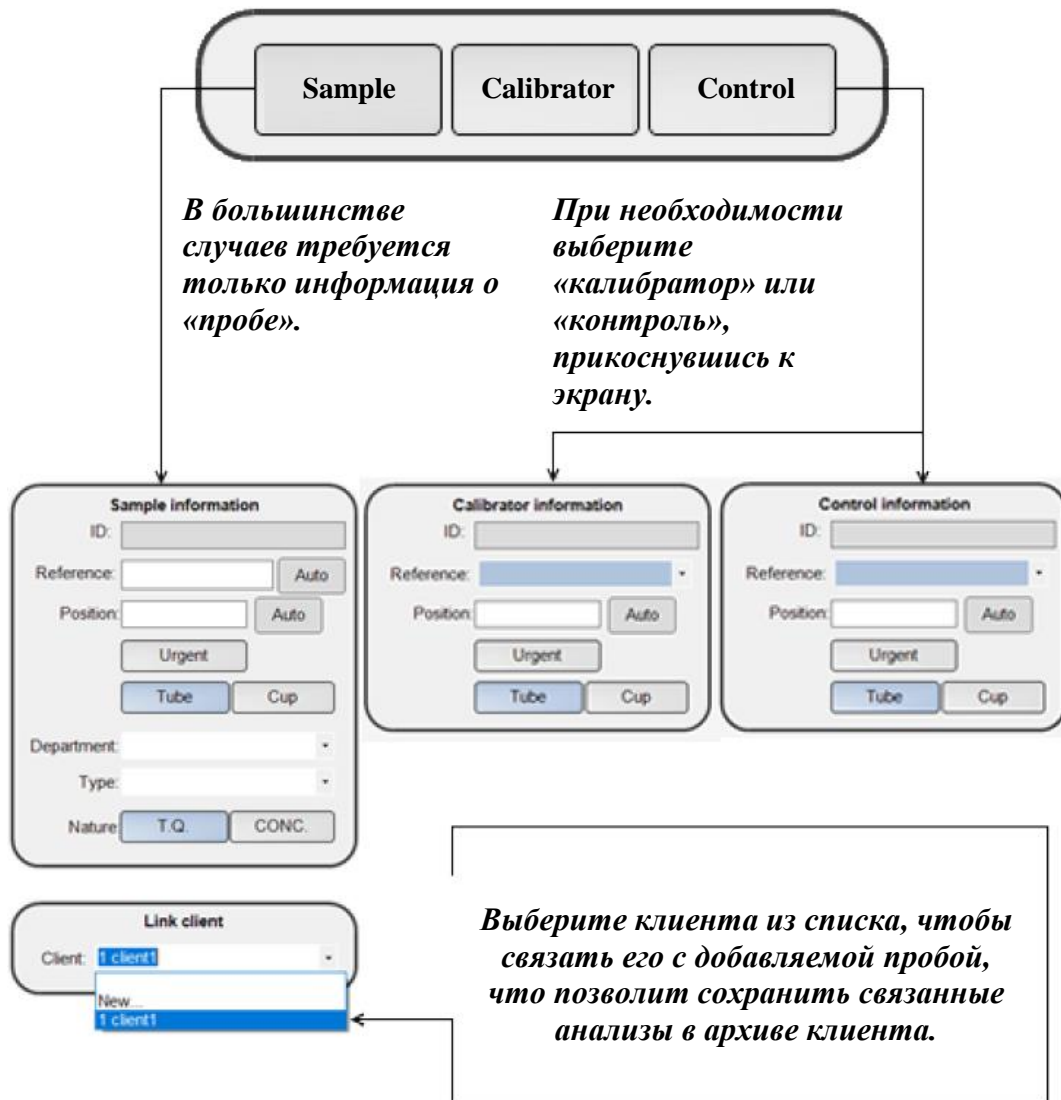 Sample
Calibrator
Control
В большинстве
случаев требуется
только информация о
«пробе».
При необходимости
выберите
«калибратор» или
«контроль»,
прикоснувшись к
экрану.
Sample information
ID:
Reference: Auto
Position: Auto
Urgent
Tube Cup
Department:
Type:
Nature T.Q. CONC.
Calibrator information
ID:
Reference:
Position: Auto
Urgent
Tube Cup
Control information
ID:
Reference:
Position: Auto
Urgent
Tube Cup
Link client
Client: 1 client1
New...
1 client1
Выберите клиента из списка, чтобы
связать его с добавляемой пробой,
что позволит сохранить связанные
анализы в архиве клиента.